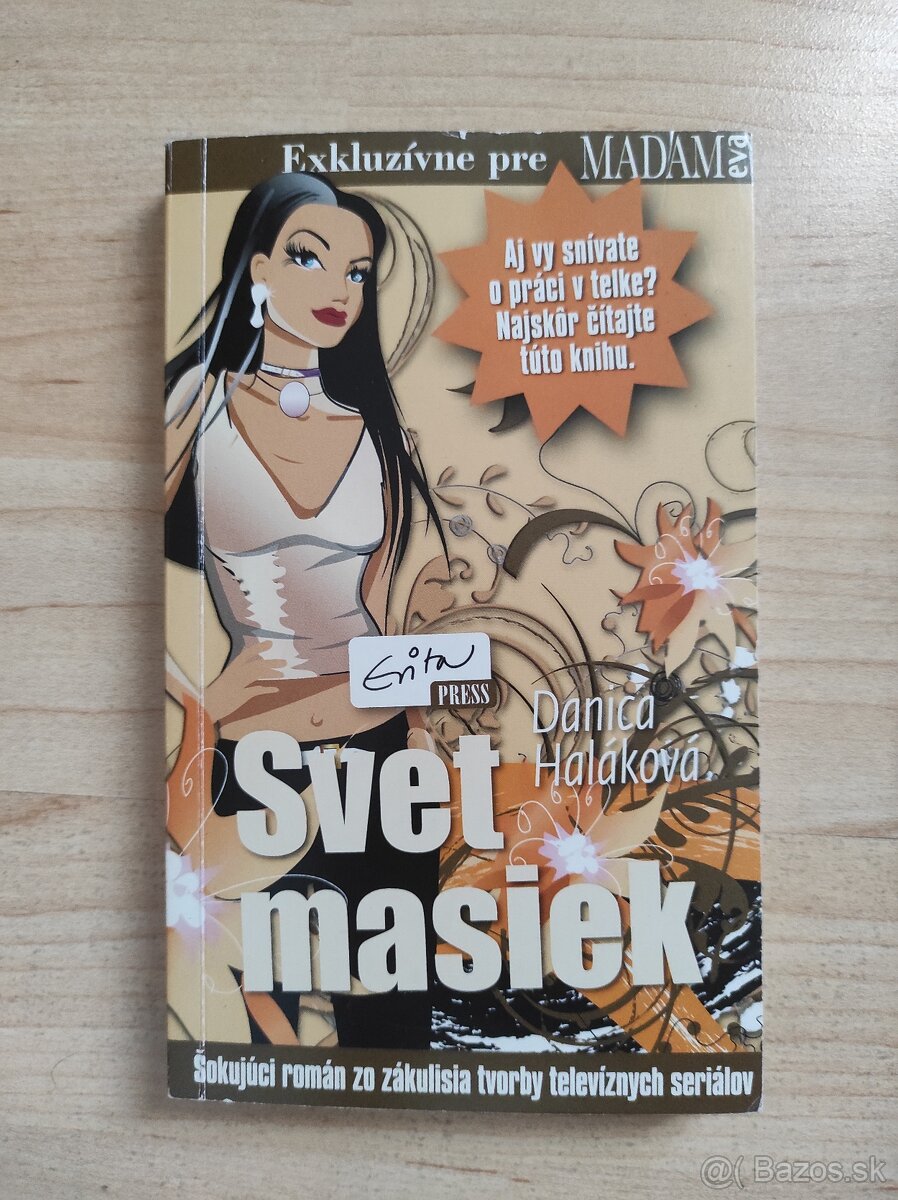 Exkluzívne pre MADAM eva
Aj vy snívate
o práci v telke?
Najskôr čítajte
túto knihu.
Evita
PRESS
Danica
Haláková
Svet
masiek
Šokujúci román zo zákulisia tvorby televíznych seriálov
@( Bazos.sk